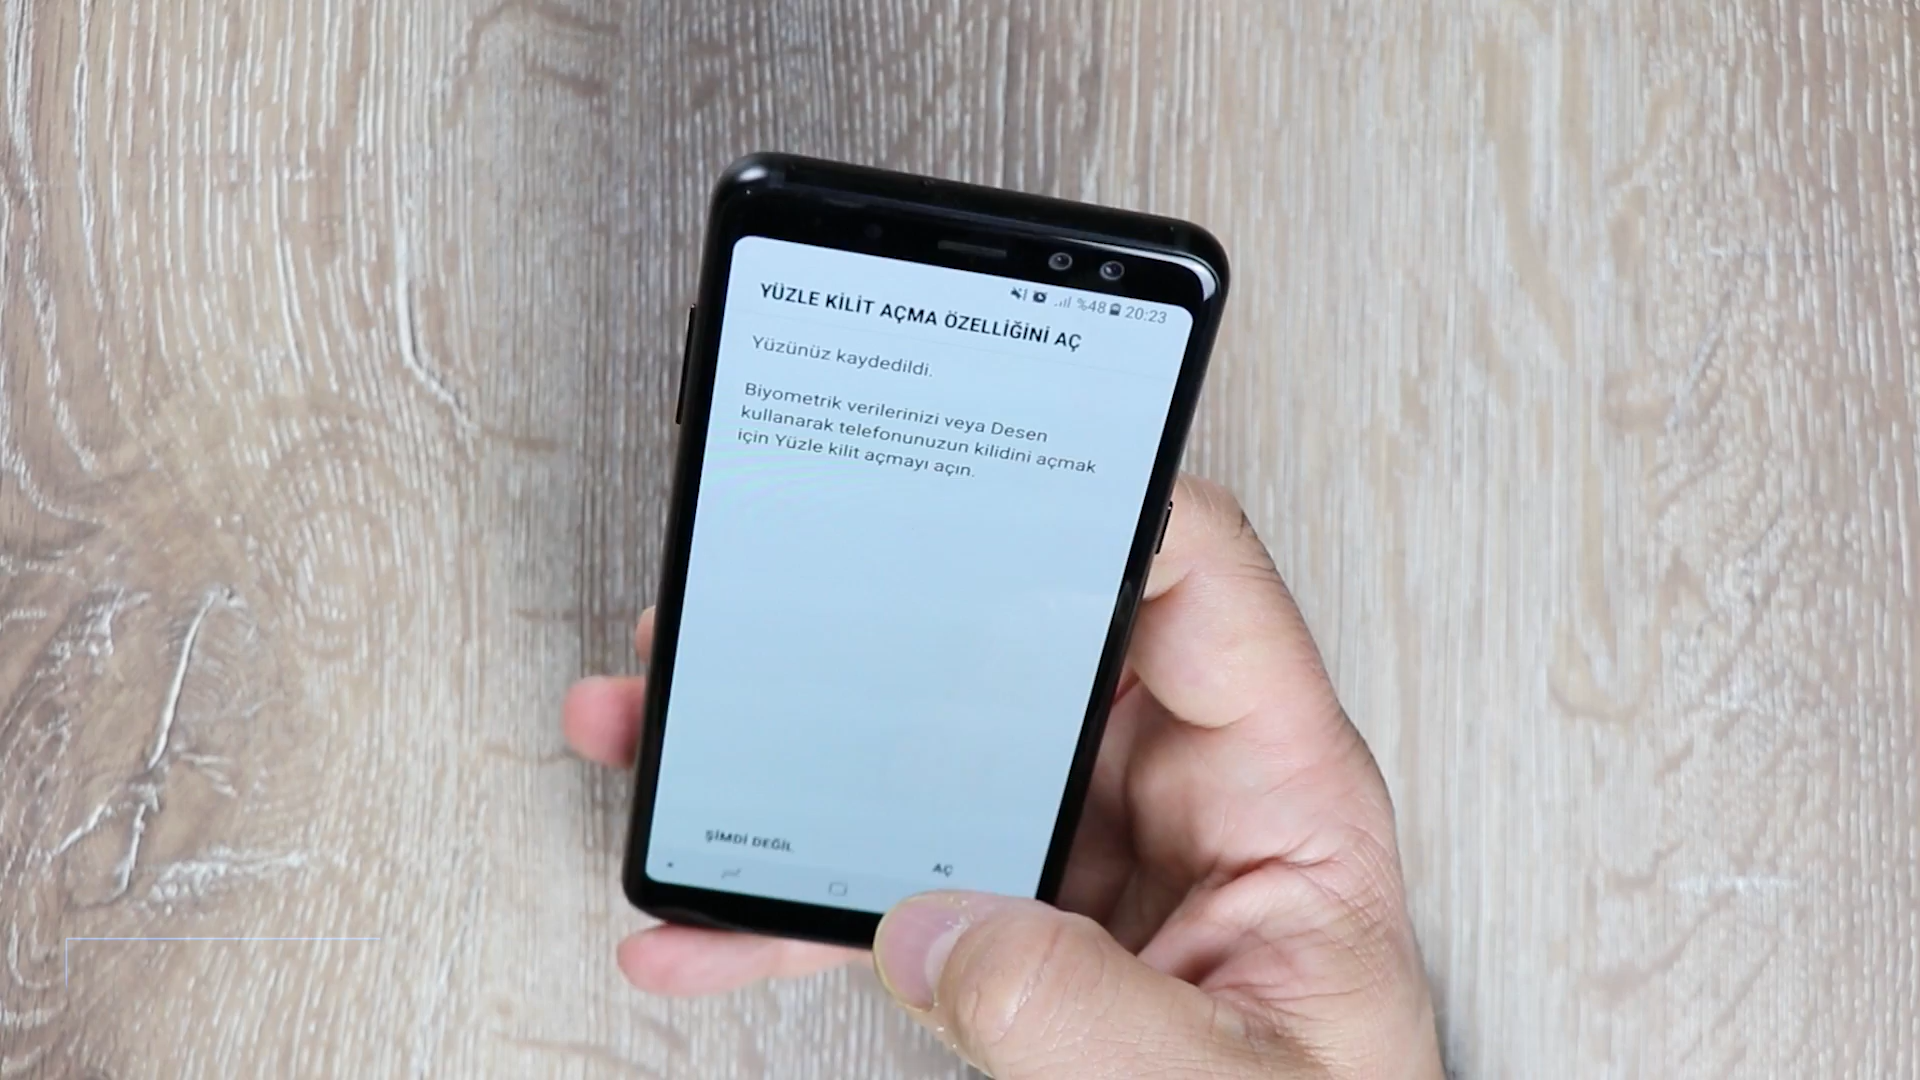 %48 20:23
YÜZLE KİLİT AÇMA ÖZELLİĞİNİ AÇ
Yüzünüz kaydedildi.
Biyometrik verilerinizi veya Desen
kullanarak telefonunuzun kilidini açmak
için Yüzle kilit açmayı açın.
ŞİMDİ DEĞİL
AÇ